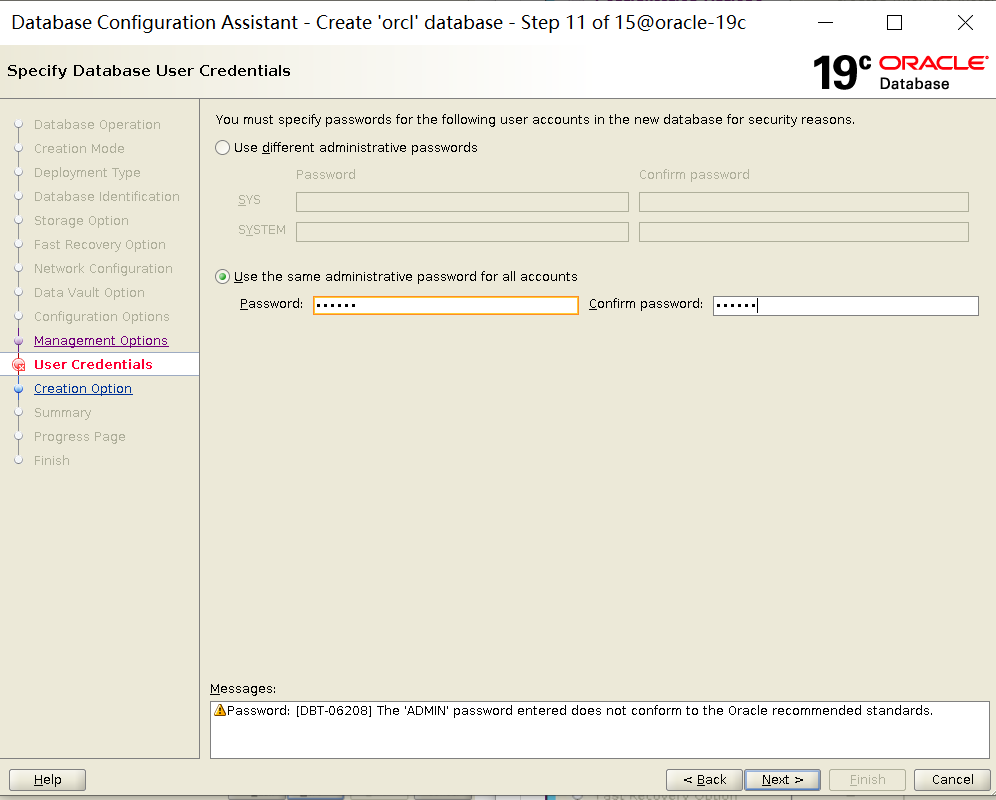 Database Configuration Assistant - Create 'orcl' database - Step 11 of 15@oracle-19c
Specify Database User Credentials
19c ORACLE
Database
Database Operation
Creation Mode
Deployment Type
Database Identification
Storage Option
Fast Recovery Option
Network Configuration
Data Vault Option
Configuration Options
Management Options
User Credentials
Creation Option
Summary
Progress Page
Finish
You must specify passwords for the following user accounts in the new database for security reasons.
Use different administrative passwords
Password Confirm password
SYS
SYSTEM
Use the same administrative password for all accounts
Password: •••••• Confirm password: ••••••
Messages:
Password: [DBT-06208] The 'ADMIN' password entered does not conform to the Oracle recommended standards.
Help < Back Next > Finish Cancel
Fast Recovery Option